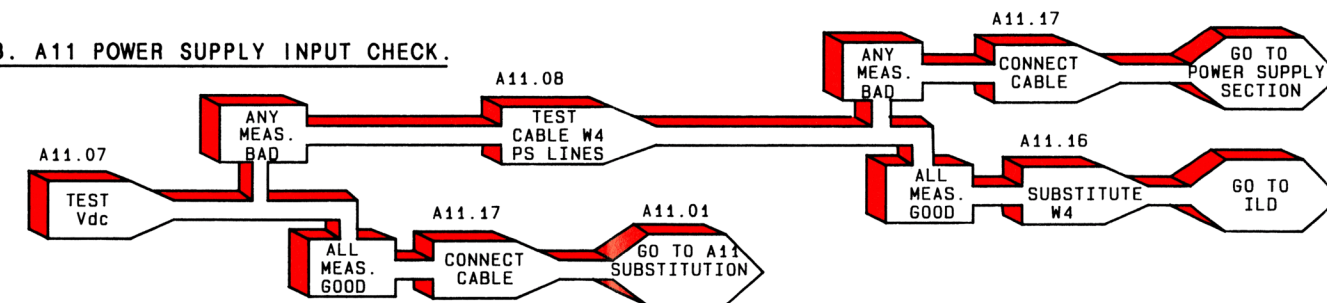 3. A11 POWER SUPPLY INPUT CHECK.
A11.07
TEST
Vdc
ANY
MEAS.
BAD
A11.08
TEST
CABLE W4
PS LINES
ANY
MEAS.
BAD
A11.17
CONNECT
CABLE
GO TO
POWER SUPPLY
SECTION
ALL
MEAS.
GOOD
A11.16
SUBSTITUTE
W4
GO TO
ILD
ALL
MEAS.
GOOD
A11.17
CONNECT
CABLE
A11.01
GO TO A11
SUBSTITUTION